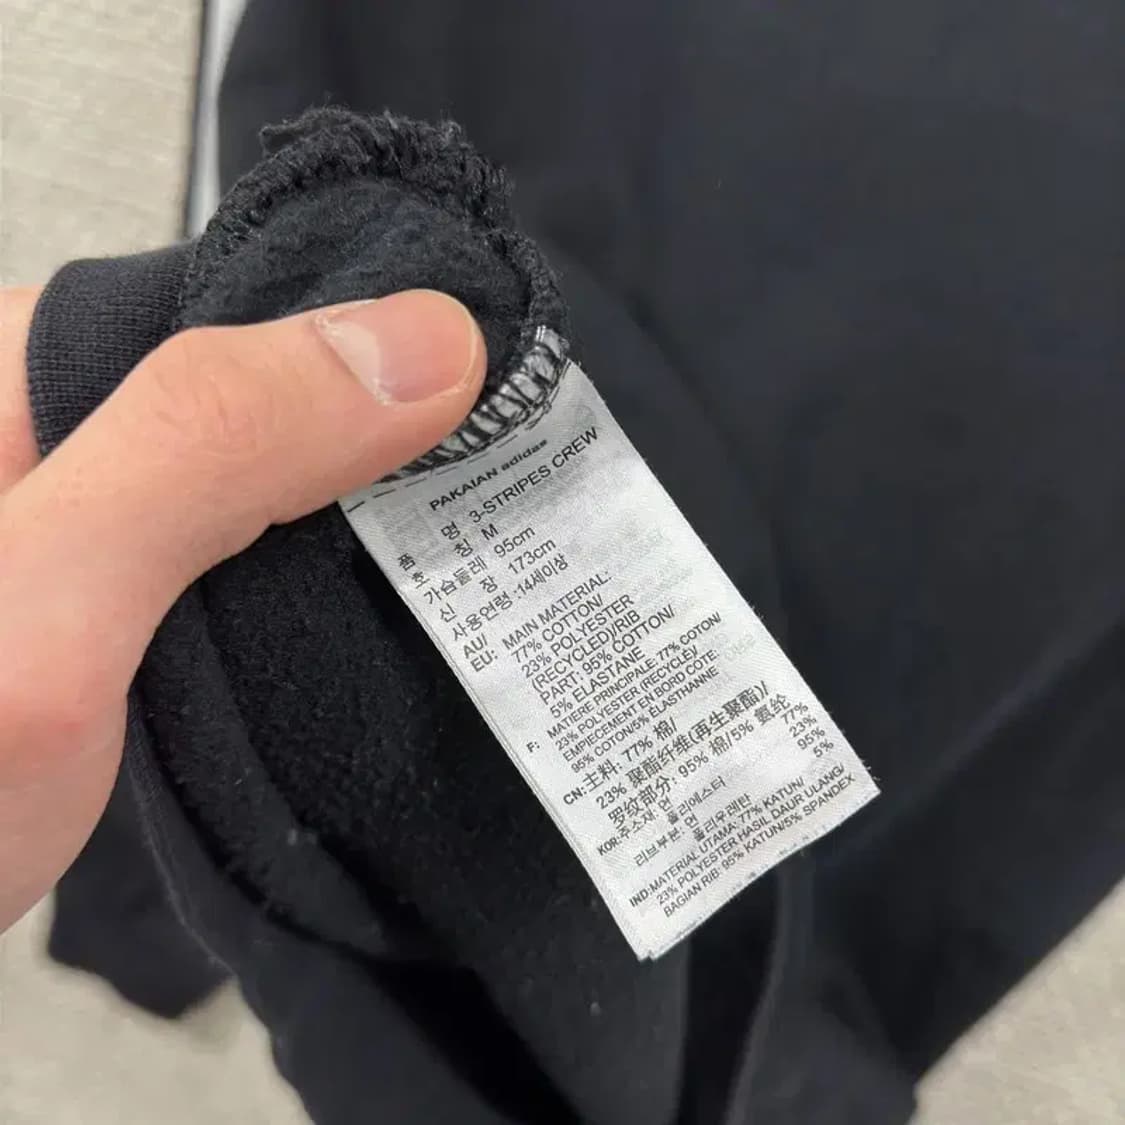 PAKAIAN adidas
품 명 3-STRIPES CREW
호 칭 M
가슴둘레 95cm
신 장 173cm
사용연령 :14세이상
AU/
EU: MAIN MATERIAL:
77% COTTON/
23% POLYESTER
(RECYCLED)/RIB
PART: 95% COTTON/
5% ELASTANE
F: MATIERE PRINCIPALE: 77% COTON/
23% POLYESTER (RECYCLE)/
EMPIECEMENT EN BORD COTE
95% COTON/5% ELASTHANNE
CN: 主料: 77% 棉/
23% 聚酯纤维(再生聚酯)/
罗纹部分: 95% 棉/5% 氨纶
KOR:주소재: 면 77%
폴리에스터 23%
리브부분: 면 95%
폴리우레탄 5%
IND:MATERIAL UTAMA: 77% KATUN/
23% POLYESTER HASIL DAUR ULANG/
BAGIAN RIB: 95% KATUN/5% SPANDEX